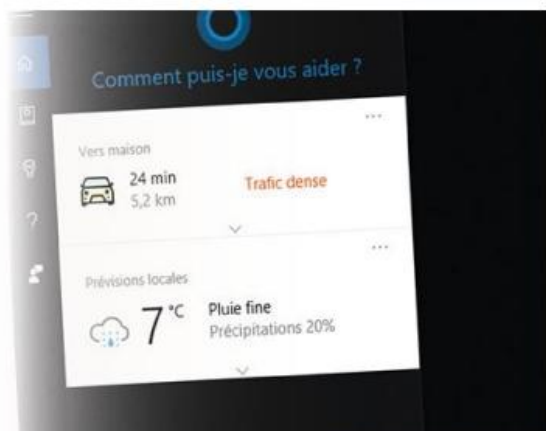 Comment puis-je vous aider ?
Vers maison
24 min
5,2 km
Trafic dense
Prévisions locales
7 °C
Pluie fine
Précipitations 20%